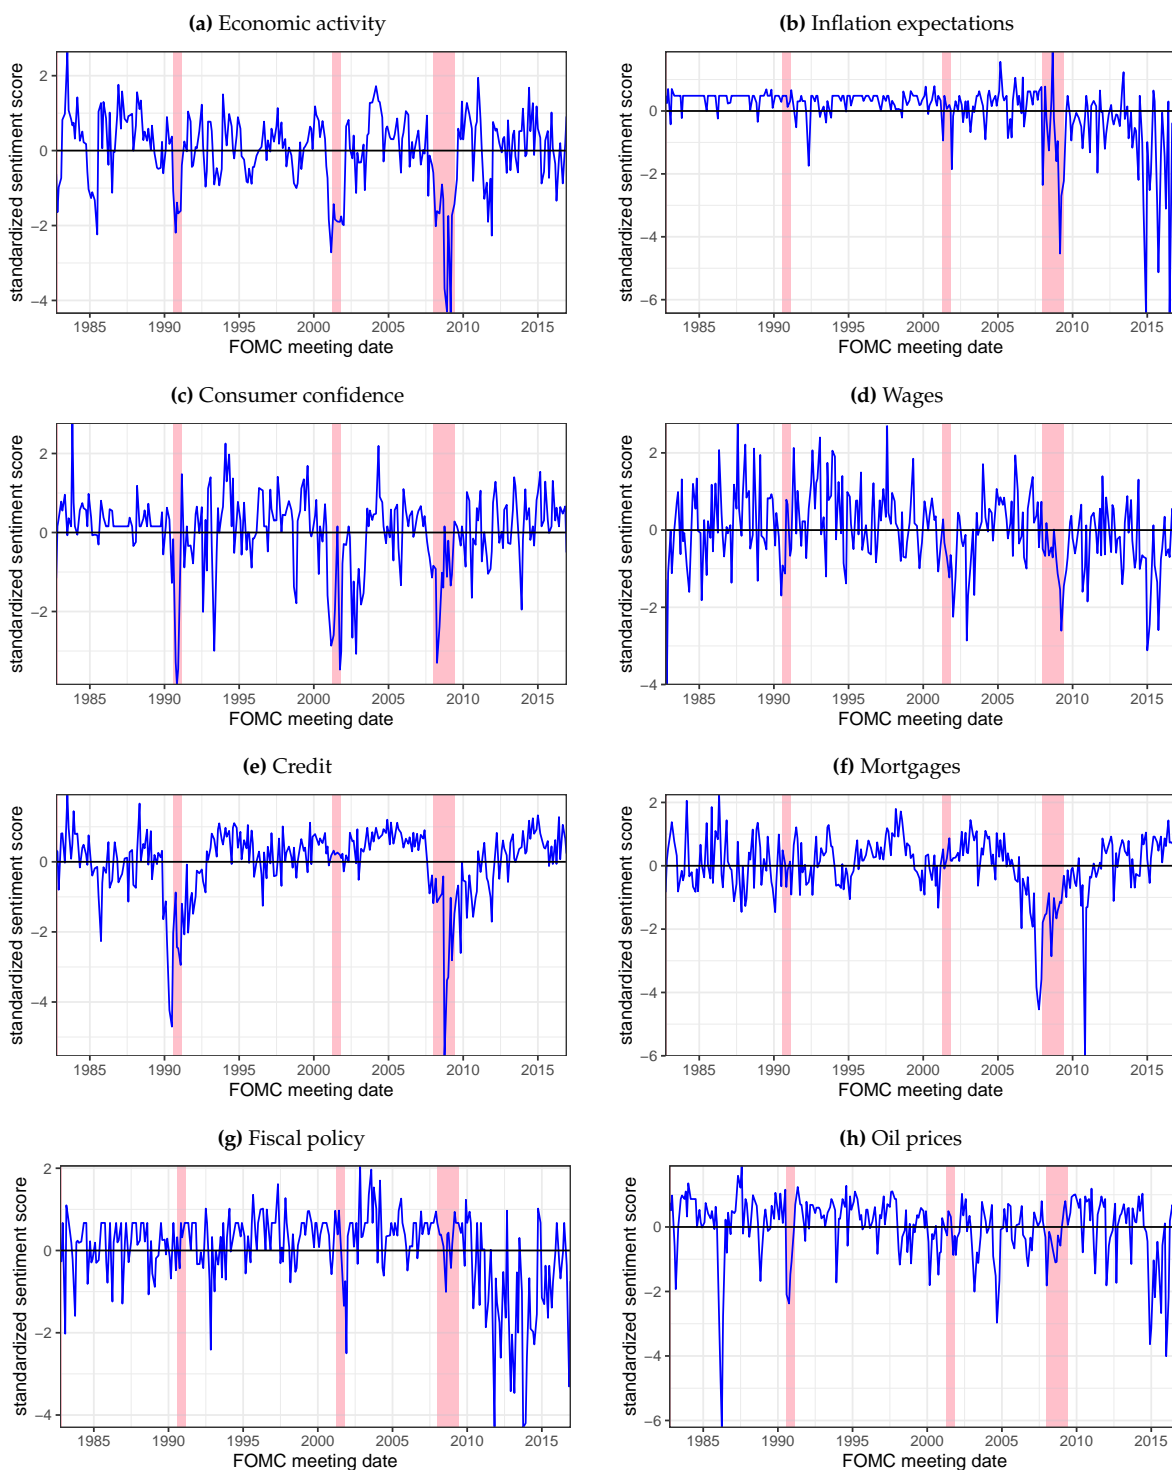 (a) Economic activity
standardized sentiment score
2
0
−2
−4
1985 1990 1995 2000 2005 2010 2015
FOMC meeting date
(b) Inflation expectations
standardized sentiment score
0
−2
−4
−6
1985 1990 1995 2000 2005 2010 2015
FOMC meeting date
(c) Consumer confidence
standardized sentiment score
2
0
−2
1985 1990 1995 2000 2005 2010 2015
FOMC meeting date
(d) Wages
standardized sentiment score
2
0
−2
−4
1985 1990 1995 2000 2005 2010 2015
FOMC meeting date
(e) Credit
standardized sentiment score
0
−2
−4
1985 1990 1995 2000 2005 2010 2015
FOMC meeting date
(f) Mortgages
standardized sentiment score
2
0
−2
−4
−6
1985 1990 1995 2000 2005 2010 2015
FOMC meeting date
(g) Fiscal policy
standardized sentiment score
2
0
−2
−4
1985 1990 1995 2000 2005 2010 2015
FOMC meeting date
(h) Oil prices
standardized sentiment score
0
−2
−4
−6
1985 1990 1995 2000 2005 2010 2015
FOMC meeting date